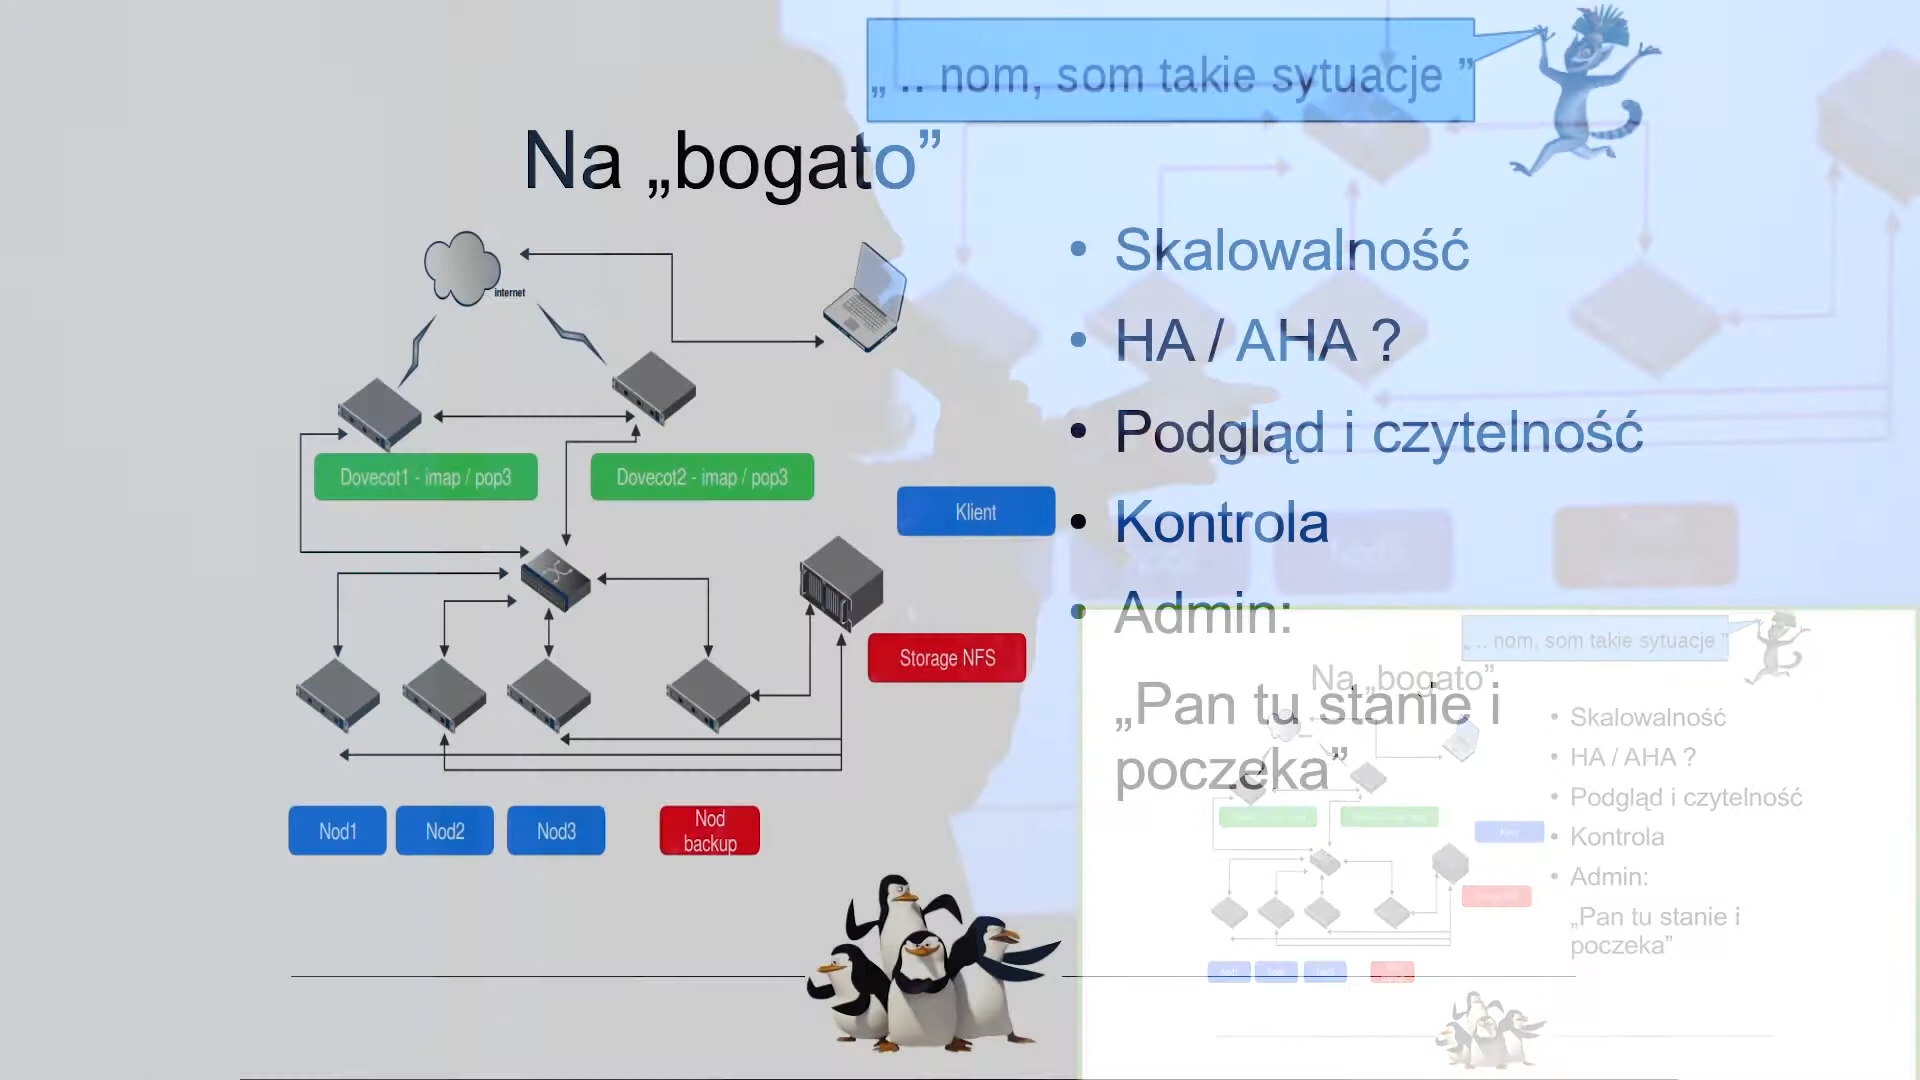 „ .. nom, som takie sytuacje ”
Na „bogato”
internet
Dovecot1 - imap / pop3
Dovecot2 - imap / pop3
Klient
Storage NFS
Nod1
Nod2
Nod3
Nod
backup
• Skalowalność
• HA / AHA ?
• Podgląd i czytelność
• Kontrola
• Admin:
„Pan tu stanie i
poczeka”
„ .. nom, som takie sytuacje ”
Na „bogato”
• Skalowalność
• HA / AHA ?
• Podgląd i czytelność
• Kontrola
• Admin:
„Pan tu stanie i
poczeka”